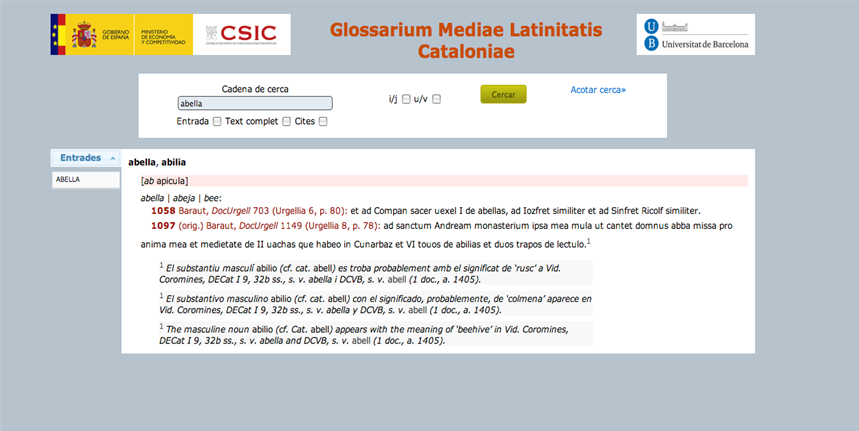 GOBIERNO
DE ESPAÑA
MINISTERIO
DE ECONOMÍA
Y COMPETITIVIDAD
CSIC
Glossarium Mediae Latinitatis
Cataloniae
UB
Universitat de Barcelona
Cadena de cerca
abella
i/j u/v
Cercar
Acotar cerca»
Entrada Text complet Cites
Entrades
ABELLA
abella, abilia
[ab apicula]
abella | abeja | bee:
1058 Baraut, DocUrgell 703 (Urgellia 6, p. 80): et ad Compan sacer uexel I de abellas, ad Iozfret similiter et ad Sinfret Ricolf similiter.
1097 (orig.) Baraut, DocUrgell 1149 (Urgellia 8, p. 78): ad sanctum Andream monasterium ipsa mea mula ut cantet domnus abba missa pro
anima mea et medietate de II uachas que habeo in Cunarbaz et VI touos de abilias et duos trapos de lectulo.1
1 El substantiu masculí abilio (cf. cat. abell) es troba probablement amb el significat de ‘rusc’ a Vid.
Coromines, DECat I 9, 32b ss., s. v. abella i DCVB, s. v. abell (1 doc., a. 1405).
1 El substantivo masculino abilio (cf. cat. abell) con el significado, probablemente, de ‘colmena’ aparece en
Vid. Coromines, DECat I 9, 32b ss., s. v. abella y DCVB, s. v. abell (1 doc., a. 1405).
1 The masculine noun abilio (cf. Cat. abell) appears with the meaning of ‘beehive’ in Vid. Coromines,
DECat I 9, 32b ss., s. v. abella and DCVB, s. v. abell (1 doc., a. 1405).